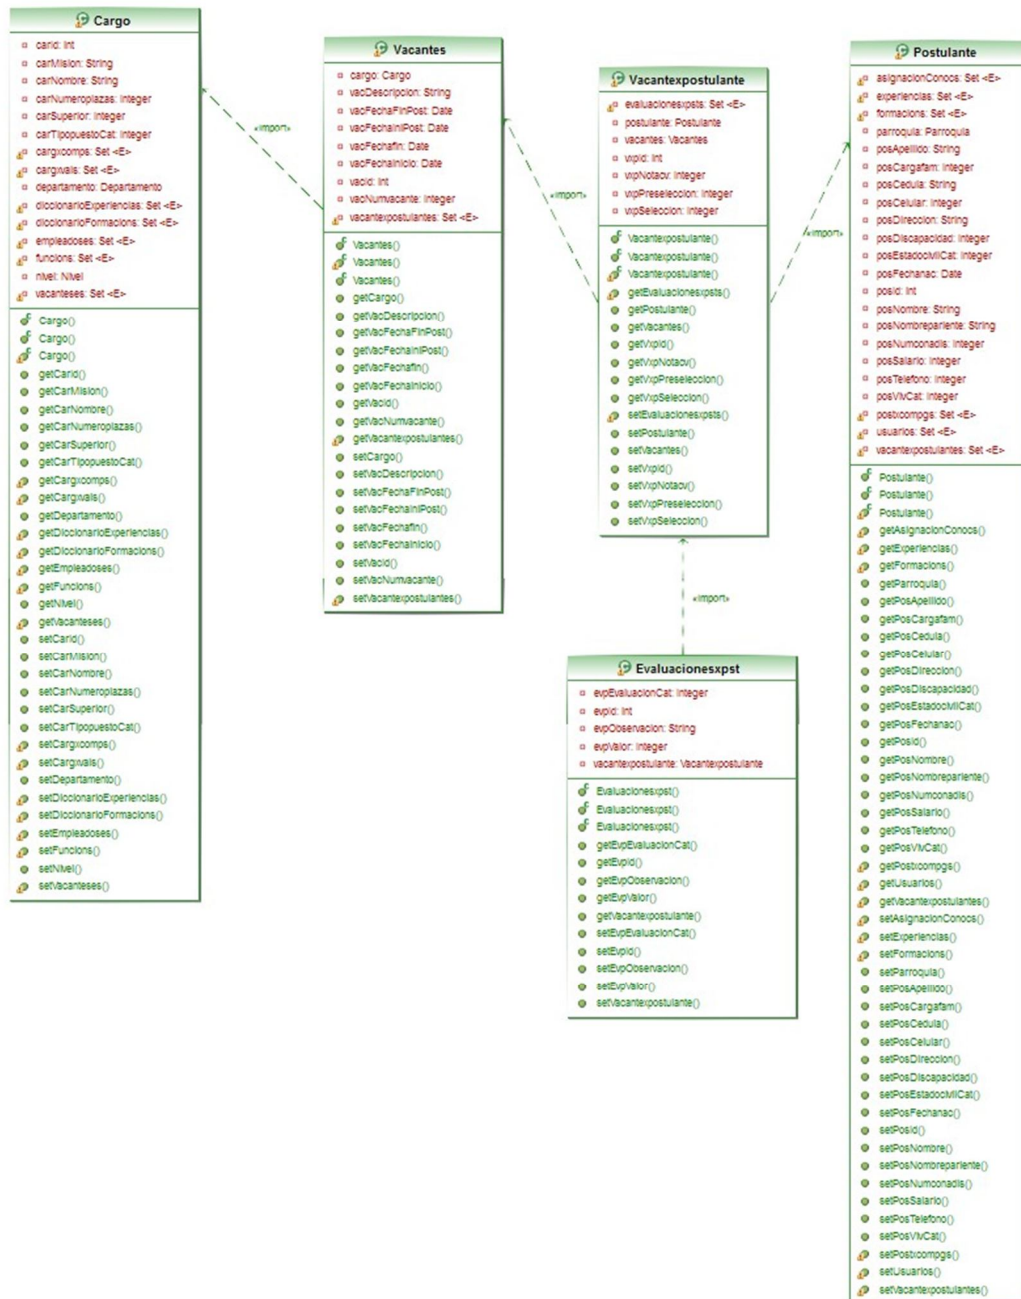 Cargo
carid: int
carMision: String
carNombre: String
carNumeroplazas: Integer
carSuperior: Integer
carTipopuestoCat: Integer
cargxcomps: Set <E>
cargxvals: Set <E>
departamento: Departamento
diccionarioExperiencias: Set <E>
diccionarioFormacions: Set <E>
empleadoses: Set <E>
funcions: Set <E>
nivel: Nivel
vacanteses: Set <E>
Cargo()
Cargo()
Cargo()
getCarid()
getCarMision()
getCarNombre()
getCarNumeroplazas()
getCarSuperior()
getCarTipopuestoCat()
getCargxcomps()
getCargxvals()
getDepartamento()
getDiccionarioExperiencias()
getDiccionarioFormacions()
getEmpleadoses()
getFuncions()
getNivel()
getVacanteses()
setCarid()
setCarMision()
setCarNombre()
setCarNumeroplazas()
setCarSuperior()
setCarTipopuestoCat()
setCargxcomps()
setCargxvals()
setDepartamento()
setDiccionarioExperiencias()
setDiccionarioFormacions()
setEmpleadoses()
setFuncions()
setNivel()
setVacanteses()
«import»
Vacantes
cargo: Cargo
vacDescripcion: String
vacFechaFinPost: Date
vacFechaIniPost: Date
vacFechafin: Date
vacFechainicio: Date
vacid: int
vacNumvacante: Integer
vacantexpostulantes: Set <E>
Vacantes()
Vacantes()
Vacantes()
getCargo()
getVacDescripcion()
getVacFechaFinPost()
getVacFechaIniPost()
getVacFechafin()
getVacFechainicio()
getVacid()
getVacNumvacante()
getVacantexpostulantes()
setCargo()
setVacDescripcion()
setVacFechaFinPost()
setVacFechaIniPost()
setVacFechafin()
setVacFechainicio()
setVacid()
setVacNumvacante()
setVacantexpostulantes()
«import»
Vacantexpostulante
evaluacionesxpsts: Set <E>
postulante: Postulante
vacantes: Vacantes
vxpid: int
vxpNotacv: Integer
vxpPreseleccion: Integer
vxpSeleccion: Integer
Vacantexpostulante()
Vacantexpostulante()
Vacantexpostulante()
getEvaluacionesxpsts()
getPostulante()
getVacantes()
getVxpid()
getVxpNotacv()
getVxpPreseleccion()
getVxpSeleccion()
setEvaluacionesxpsts()
setPostulante()
setVacantes()
setVxpid()
setVxpNotacv()
setVxpPreseleccion()
setVxpSeleccion()
«import»
«import»
Evaluacionesxpst
evpEvaluacionCat: Integer
evpid: int
evpObservacion: String
evpValor: Integer
vacantexpostulante: Vacantexpostulante
Evaluacionesxpst()
Evaluacionesxpst()
Evaluacionesxpst()
getEvpEvaluacionCat()
getEvpid()
getEvpObservacion()
getEvpValor()
getVacantexpostulante()
setEvpEvaluacionCat()
setEvpid()
setEvpObservacion()
setEvpValor()
setVacantexpostulante()
Postulante
asignacionConocs: Set <E>
experiencias: Set <E>
formacions: Set <E>
parroquia: Parroquia
posApellido: String
posCargafam: Integer
posCedula: String
posCelular: Integer
posDireccion: String
posDiscapacidad: Integer
posEstadocivilCat: Integer
posFechanac: Date
posid: int
posNombre: String
posNombrepariente: String
posNumconadis: Integer
posSalario: Integer
posTelefono: Integer
posVivCat: Integer
postxcompgs: Set <E>
usuarios: Set <E>
vacantexpostulantes: Set <E>
Postulante()
Postulante()
Postulante()
getAsignacionConocs()
getExperiencias()
getFormacions()
getParroquia()
getPosApellido()
getPosCargafam()
getPosCedula()
getPosCelular()
getPosDireccion()
getPosDiscapacidad()
getPosEstadocivilCat()
getPosFechanac()
getPosid()
getPosNombre()
getPosNombrepariente()
getPosNumconadis()
getPosSalario()
getPosTelefono()
getPosVivCat()
getPostxcompgs()
getUsuarios()
getVacantexpostulantes()
setAsignacionConocs()
setExperiencias()
setFormacions()
setParroquia()
setPosApellido()
setPosCargafam()
setPosCedula()
setPosCelular()
setPosDireccion()
setPosDiscapacidad()
setPosEstadocivilCat()
setPosFechanac()
setPosid()
setPosNombre()
setPosNombrepariente()
setPosNumconadis()
setPosSalario()
setPosTelefono()
setPosVivCat()
setPostxcompgs()
setUsuarios()
setVacantexpostulantes()